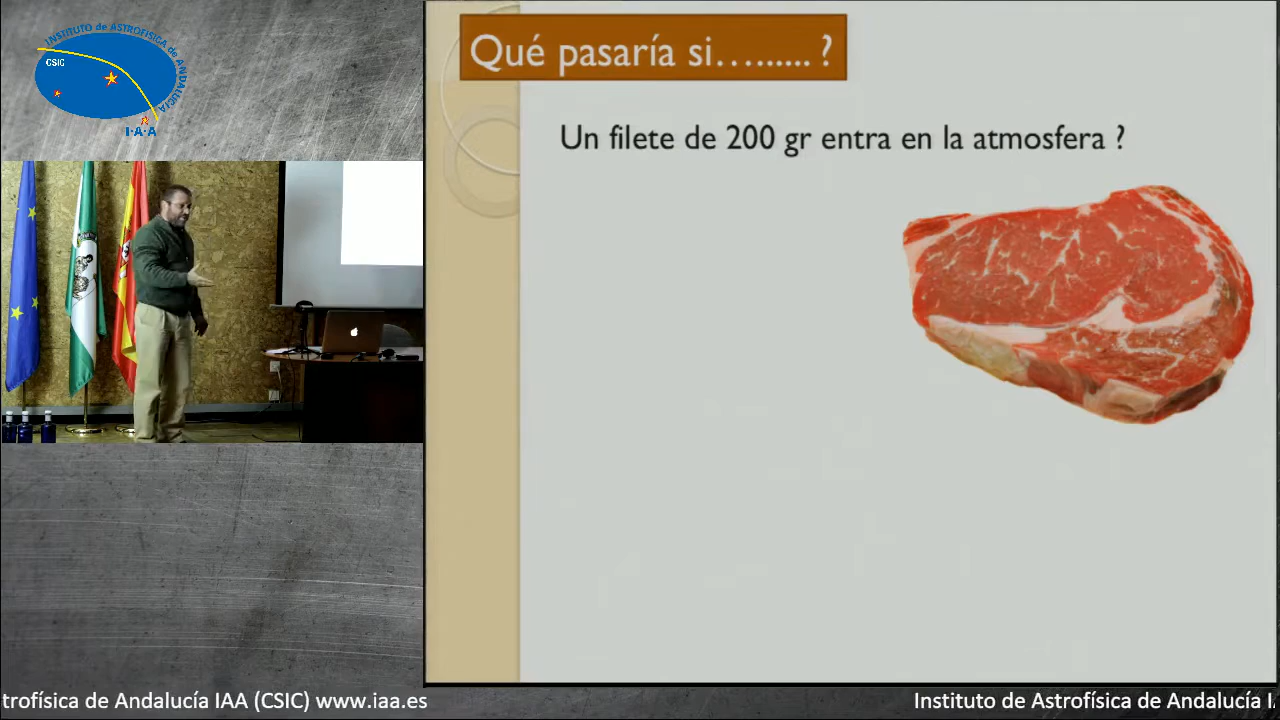 INSTITUTO de ASTROFÍSICA de ANDALUCÍA
CSIC
I·A·A
Qué pasaría si…...... ?
Un filete de 200 gr entra en la atmosfera ?
trofísica de Andalucía IAA (CSIC) www.iaa.es
Instituto de Astrofísica de Andalucía I